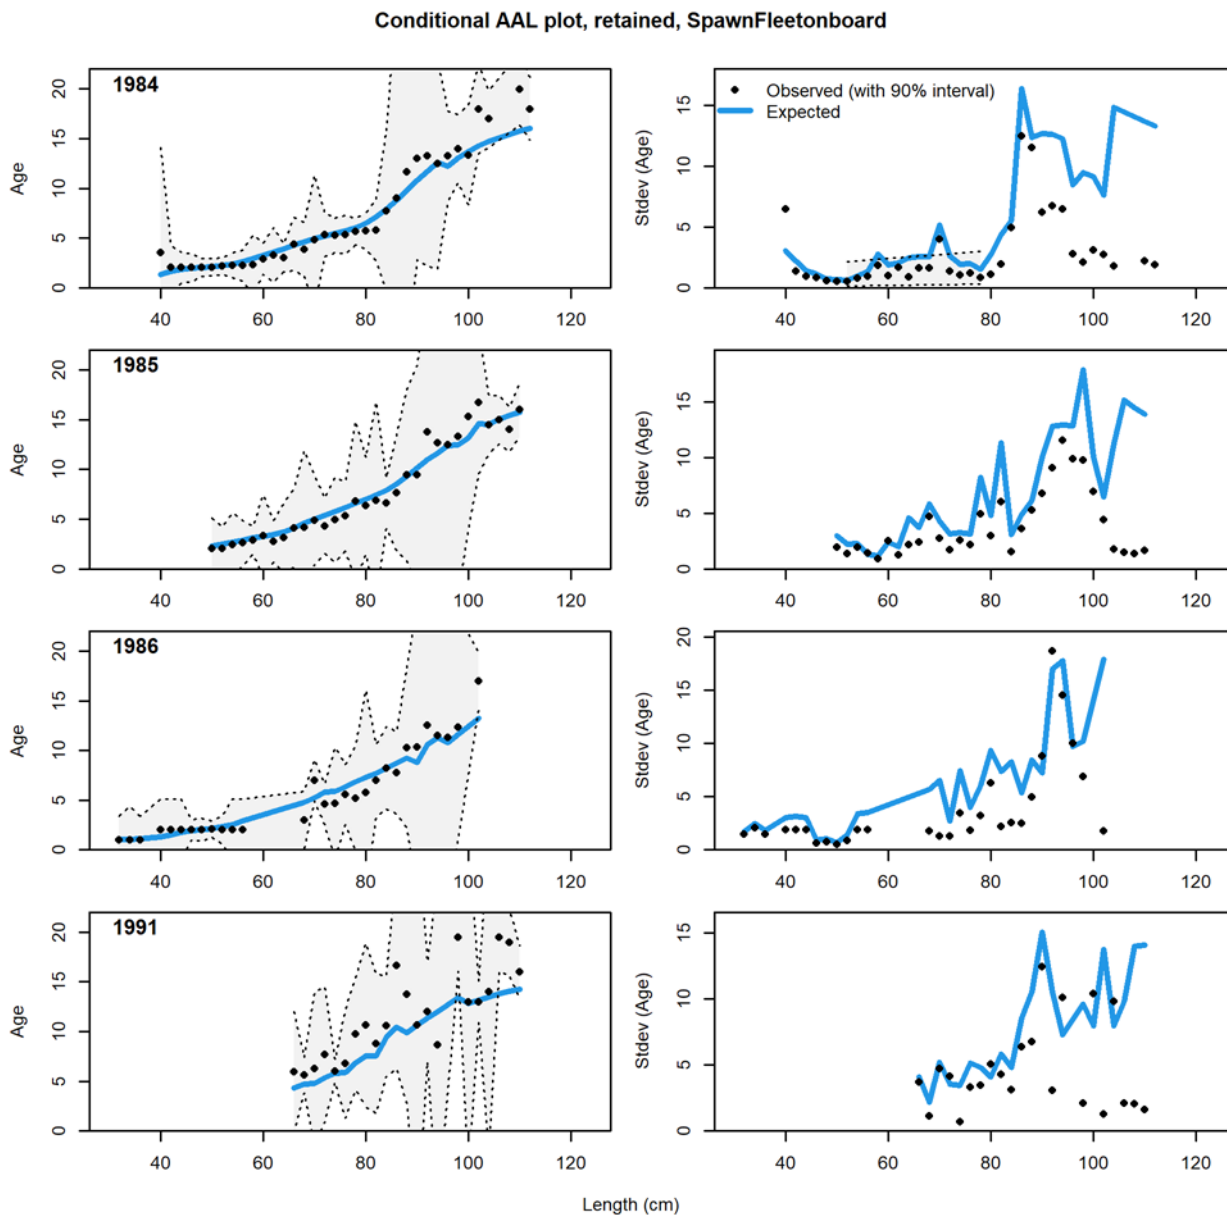 Conditional AAL plot, retained, SpawnFleetonboard
1984
Age
0 5 10 15 20
40 60 80 100 120
Observed (with 90% interval)
Expected
Stdev (Age)
0 5 10 15
40 60 80 100 120
1985
Age
0 5 10 15 20
40 60 80 100 120
Stdev (Age)
0 5 10 15
40 60 80 100 120
1986
Age
0 5 10 15 20
40 60 80 100 120
Stdev (Age)
0 5 10 15 20
40 60 80 100 120
1991
Age
0 5 10 15 20
40 60 80 100 120
Stdev (Age)
0 5 10 15
40 60 80 100 120
Length (cm)